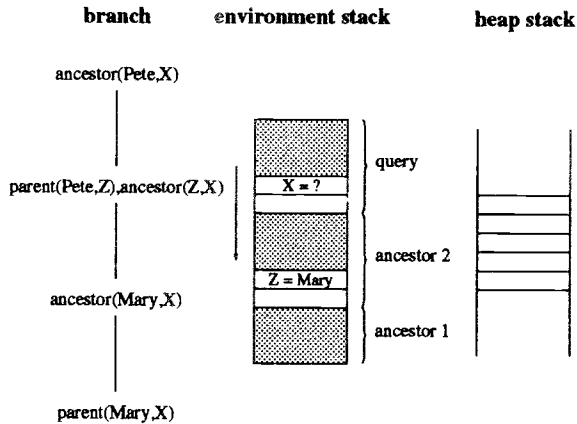 branch environment stack heap stack
ancestor(Pete,X)
query
parent(Pete,Z),ancestor(Z,X)
X = ?
ancestor 2
Z = Mary
ancestor(Mary,X)
ancestor 1
parent(Mary,X)